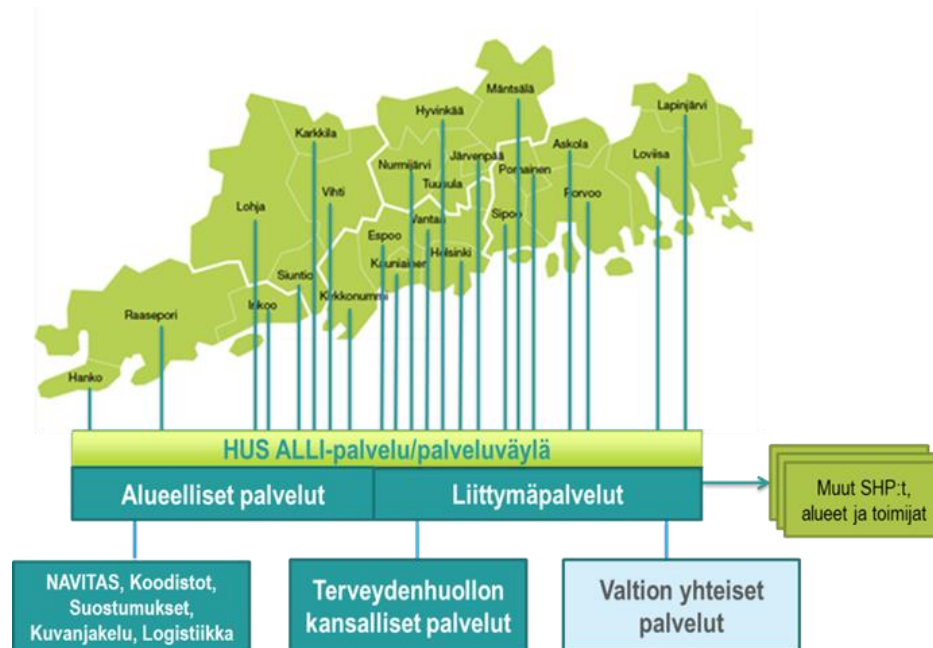 Mäntsälä
Hyvinkää
Lapinjärvi
Karkkila
Askola
Järvenpää
Loviisa
Nurmijärvi
Pornainen
Tuusula
Vihti
Porvoo
Lohja
Sipoo
Vantaa
Espoo
Helsinki
Kauniainen
Siuntio
Kirkkonummi
Inkoo
Raasepori
Hanko
HUS ALLI-palvelu/palveluväylä
Alueelliset palvelut
Liittymäpalvelut
Muut SHP:t,
alueet ja toimijat
NAVITAS, Koodistot,
Suostumukset,
Kuvanjakelu, Logistiikka
Terveydenhuollon
kansalliset palvelut
Valtion yhteiset
palvelut